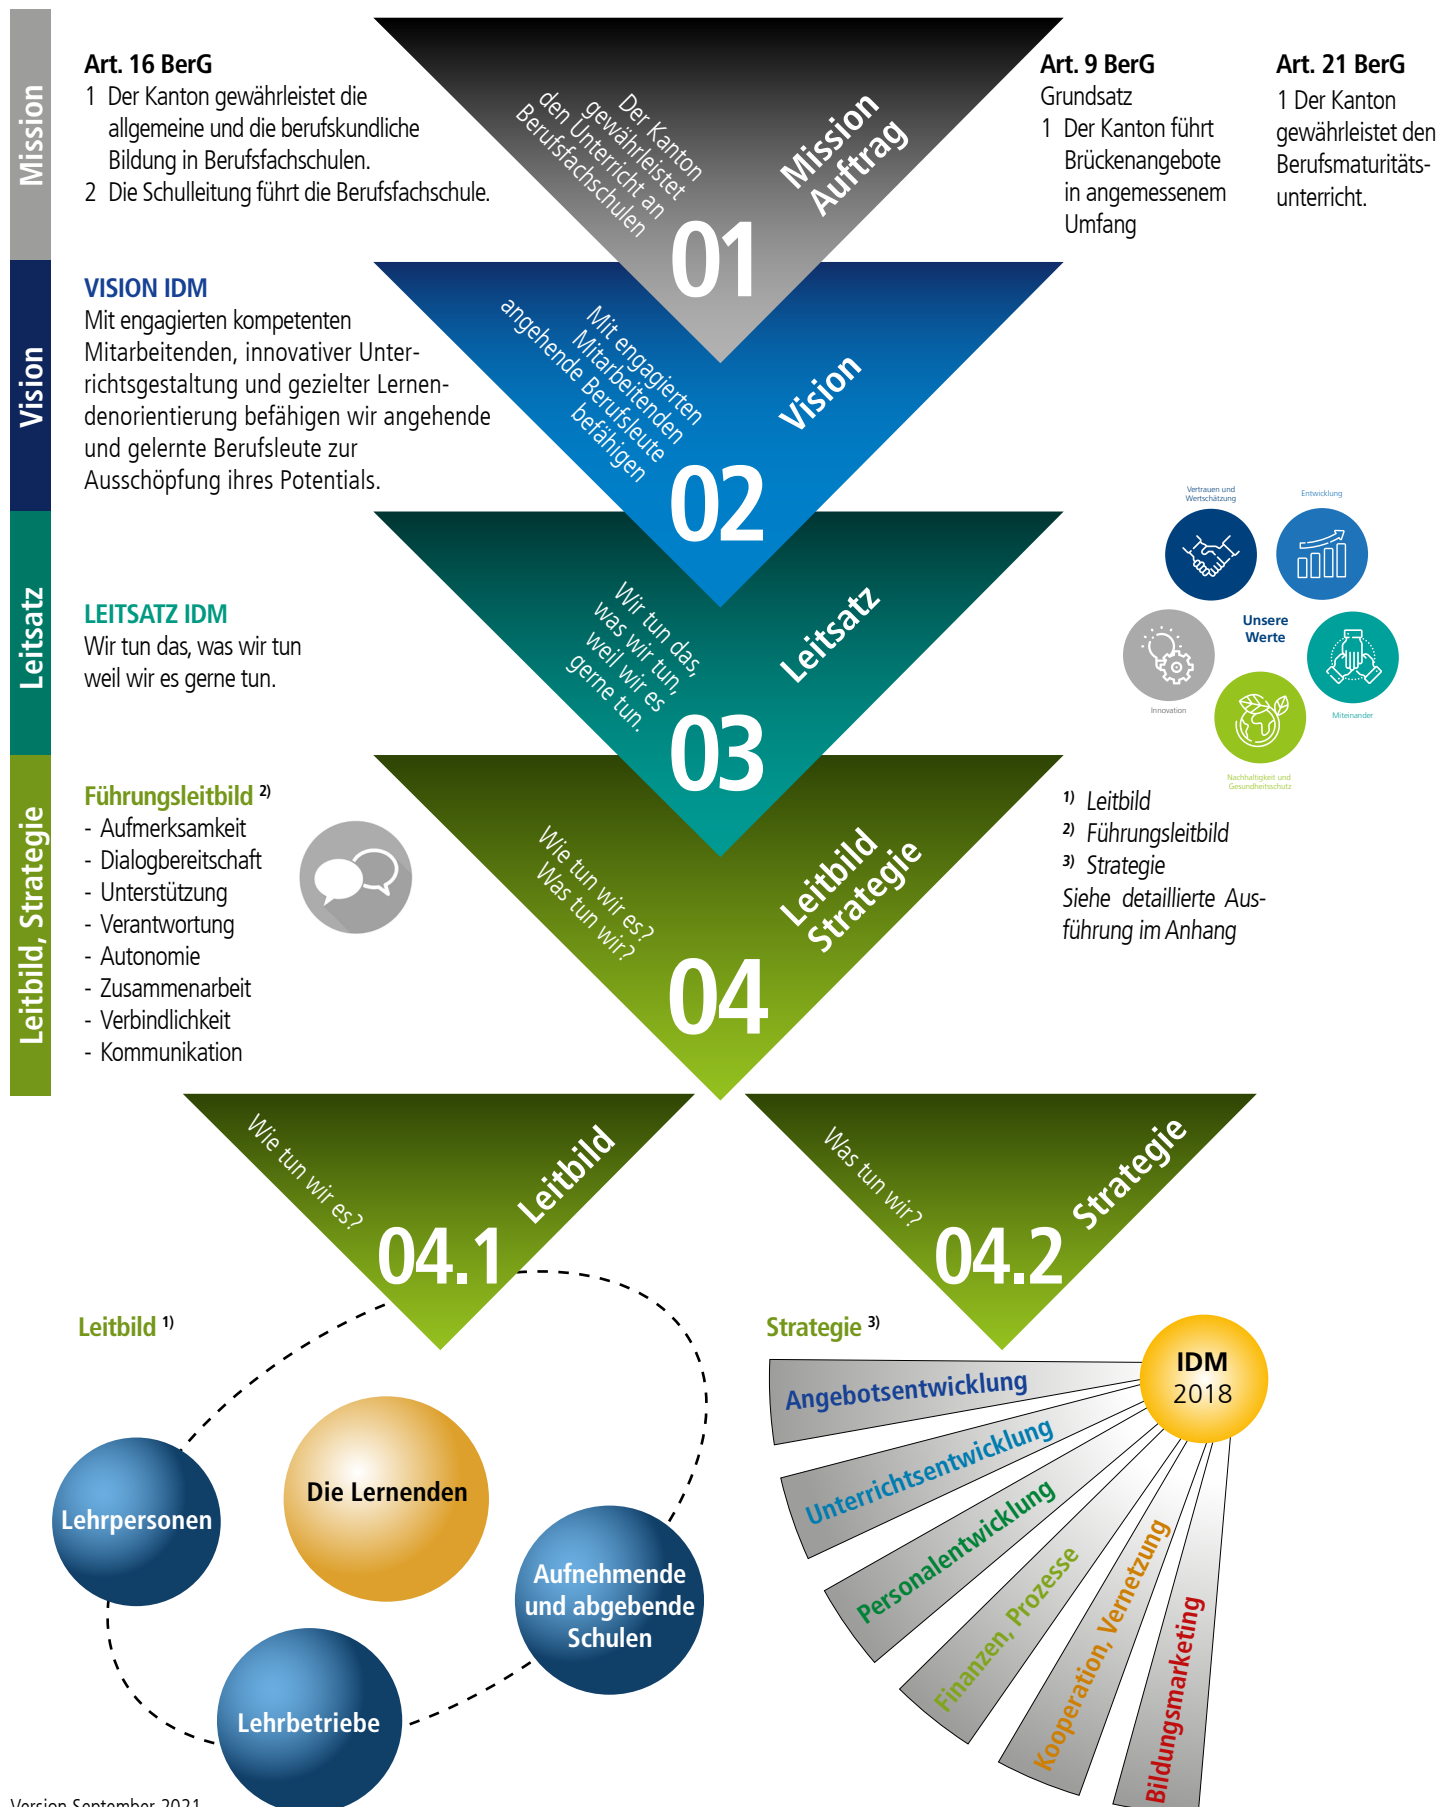 Mission
Art. 16 BerG
1 Der Kanton gewährleistet die
allgemeine und die berufskundliche
Bildung in Berufsfachschulen.
2 Die Schulleitung führt die Berufsfachschule.
Der Kanton
gewährleistet
den Unterricht an
Berufsfachschulen
Mission
Auftrag
01
Art. 9 BerG
Grundsatz
1 Der Kanton führt
Brückenangebote
in angemessenem
Umfang
Art. 21 BerG
1 Der Kanton
gewährleistet den
Berufsmaturitäts-
unterricht.
Vision
VISION IDM
Mit engagierten kompetenten
Mitarbeitenden, innovativer Unter-
richtsgestaltung und gezielter Lernen-
denorientierung befähigen wir angehende
und gelernte Berufsleute zur
Ausschöpfung ihres Potentials.
Mit engagierten
Mitarbeitenden
angehende Berufsleute
befähigen
Vision
02
Leitsatz
LEITSATZ IDM
Wir tun das, was wir tun
weil wir es gerne tun.
Wir tun das,
was wir tun,
weil wir es
gerne tun.
Leitsatz
03
Vertrauen und
Wertschätzung
Entwicklung
Unsere
Werte
Innovation
Miteinander
Nachhaltigkeit und
Gesundheitsschutz
Leitbild, Strategie
Führungsleitbild 2)
- Aufmerksamkeit
- Dialogbereitschaft
- Unterstützung
- Verantwortung
- Autonomie
- Zusammenarbeit
- Verbindlichkeit
- Kommunikation
Wie tun wir es?
Was tun wir?
Leitbild
Strategie
04
1) Leitbild
2) Führungsleitbild
3) Strategie
Siehe detaillierte Aus-
führung im Anhang
Wie tun wir es?
Leitbild
04.1
Was tun wir?
Strategie
04.2
Leitbild 1)
Die Lernenden
Lehrpersonen
Aufnehmende
und abgebende
Schulen
Lehrbetriebe
Strategie 3)
IDM
2018
Angebotsentwicklung
Unterrichtsentwicklung
Personalentwicklung
Finanzen, Prozesse
Kooperation, Vernetzung
Bildungsmarketing
Version September 2021